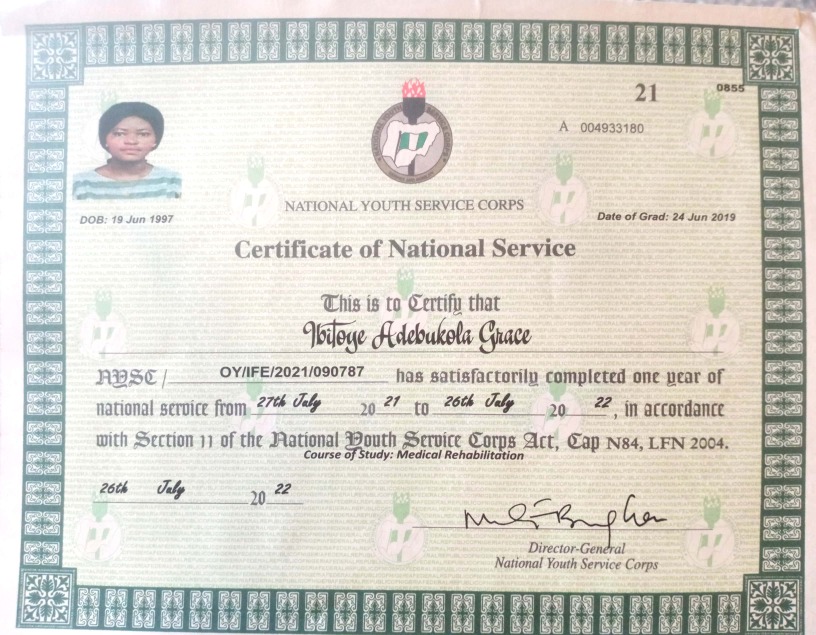 21
0855
A 004933180
NATIONAL YOUTH SERVICE CORPS
DOB: 19 Jun 1997
Date of Grad: 24 Jun 2019
Certificate of National Service
This is to Certify that
Ibitoye Adebukola Grace
NYSC/ OY/IFE/2021/090787 has satisfactorily completed one year of
national service from 27th July 20 21 to 26th July 20 22, in accordance
with Section 11 of the National Youth Service Corps Act, Cap N84, LFN 2004.
Course of Study: Medical Rehabilitation
26th July 20 22
Director-General
National Youth Service Corps